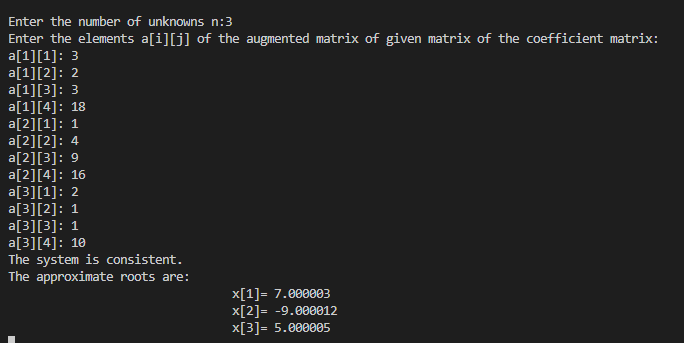 Enter the number of unknowns n:3
Enter the elements a[i][j] of the augmented matrix of given matrix of the coefficient matrix:
a[1][1]: 3
a[1][2]: 2
a[1][3]: 3
a[1][4]: 18
a[2][1]: 1
a[2][2]: 4
a[2][3]: 9
a[2][4]: 16
a[3][1]: 2
a[3][2]: 1
a[3][3]: 1
a[3][4]: 10
The system is consistent.
The approximate roots are:
x[1]= 7.000003
x[2]= -9.000012
x[3]= 5.000005